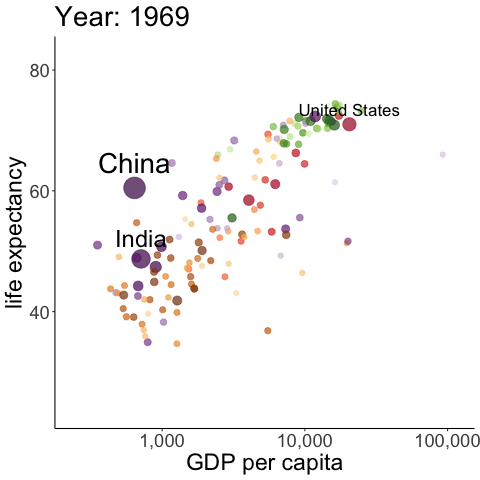 Year: 1969
80
United States
China
60
India
40
life expectancy
1,000
10,000
100,000
GDP per capita